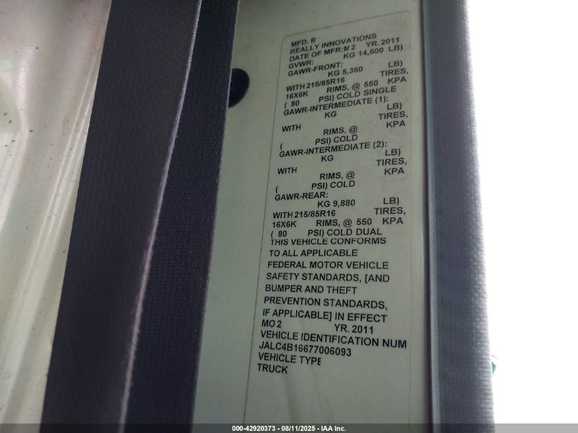 MFD. B
REALLY INNOVATIONS
DATE OF MFR: M 2 YR. 2011
GVWR: KG 14,500 LB)
GAWR-FRONT:
KG 5,360 LB)
WITH 215/85R16 TIRES,
16X6K RIMS, @ 550 KPA
( 80 PSI) COLD SINGLE
GAWR-INTERMEDIATE (1):
KG LB)
WITH TIRES,
RIMS, @ KPA
( PSI) COLD
GAWR-INTERMEDIATE (2):
KG LB)
WITH TIRES,
RIMS, @ KPA
( PSI) COLD
GAWR-REAR:
KG 9,880 LB)
WITH 215/85R16 TIRES,
16X6K RIMS, @ 550 KPA
( 80 PSI) COLD DUAL
THIS VEHICLE CONFORMS
TO ALL APPLICABLE
FEDERAL MOTOR VEHICLE
SAFETY STANDARDS, [AND
BUMPER AND THEFT
PREVENTION STANDARDS,
IF APPLICABLE] IN EFFECT
MO 2 YR. 2011
VEHICLE IDENTIFICATION NUM
JALC4B16677006093
VEHICLE TYPE
TRUCK
000-42920373 - 08/11/2025 - IAA Inc.